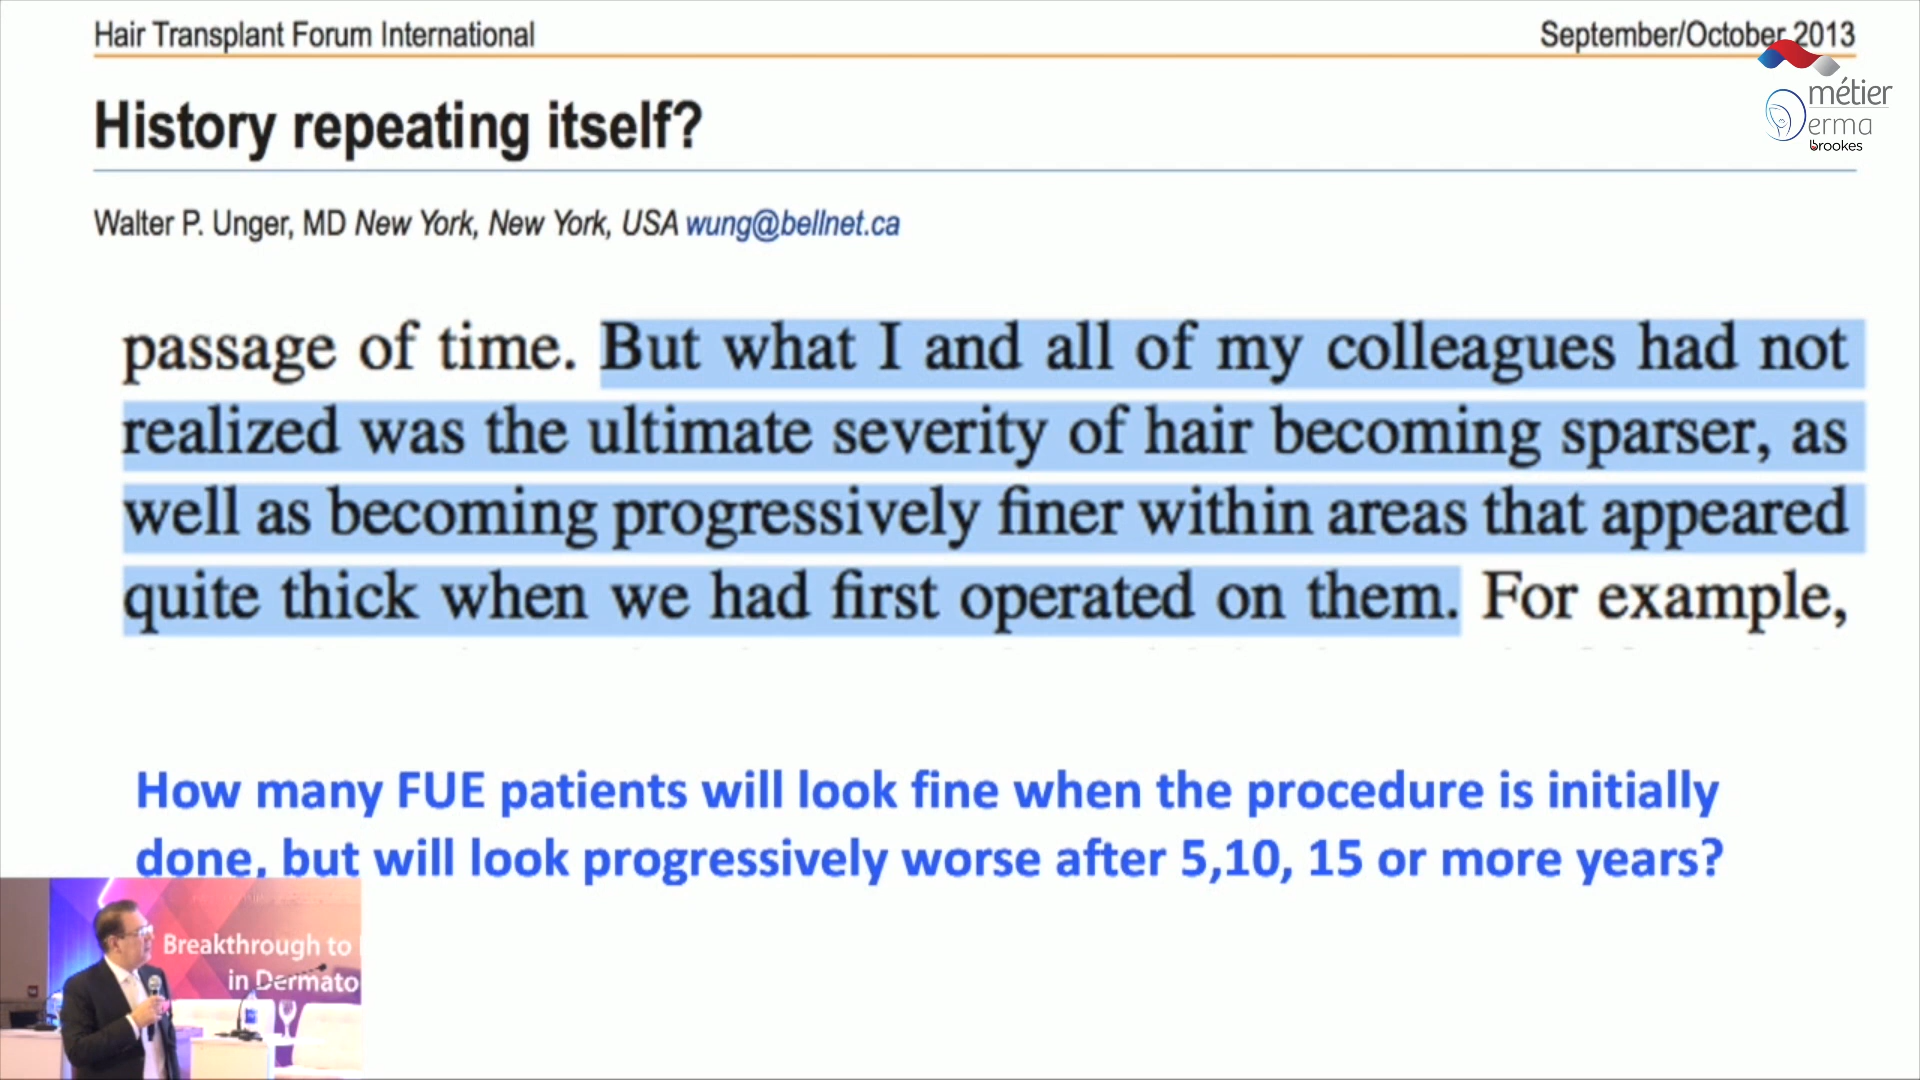 Hair Transplant Forum International
September/October 2013
métier
Derma
brookes
History repeating itself?
Walter P. Unger, MD New York, New York, USA wung@bellnet.ca
passage of time. But what I and all of my colleagues had not
realized was the ultimate severity of hair becoming sparser, as
well as becoming progressively finer within areas that appeared
quite thick when we had first operated on them. For example,
How many FUE patients will look fine when the procedure is initially
done, but will look progressively worse after 5,10, 15 or more years?
Breakthrough to
in Dermato